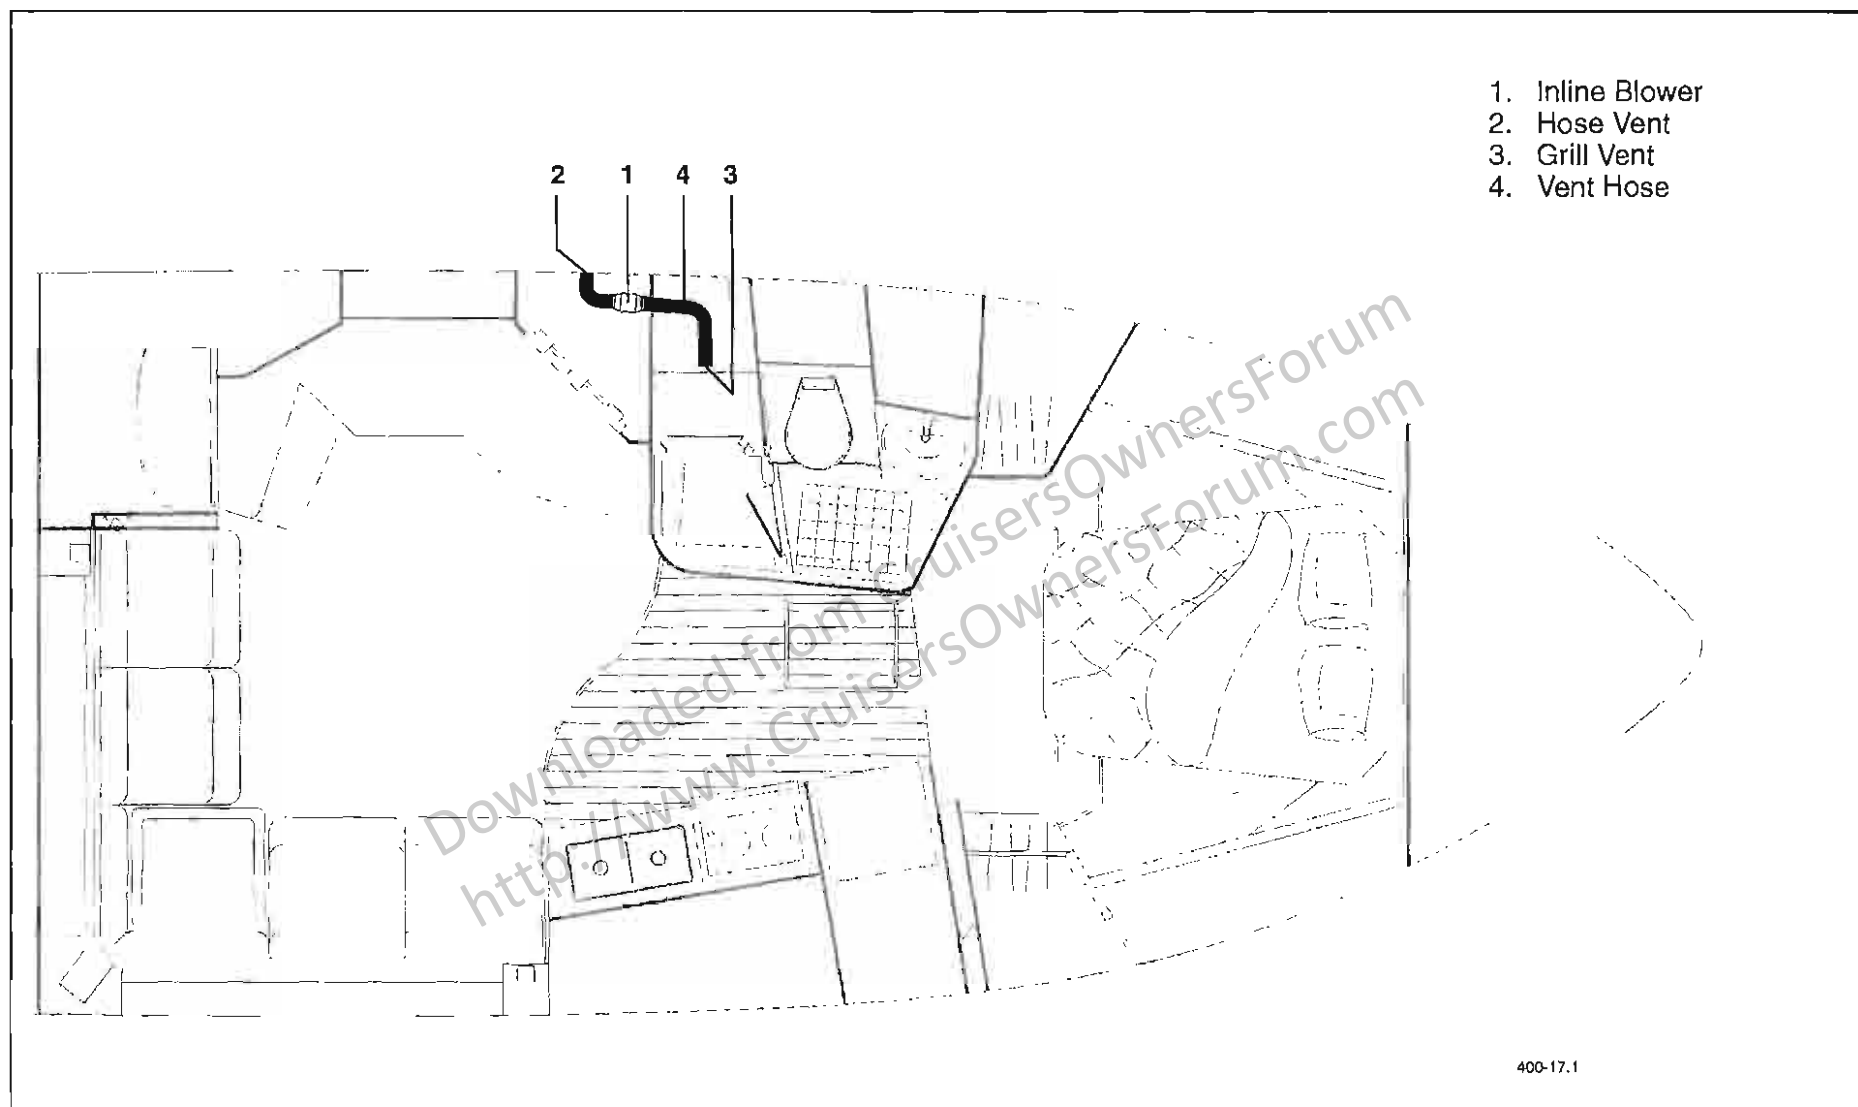 1. Inline Blower
2. Hose Vent
3. Grill Vent
4. Vent Hose
2 1 4 3
Downloaded from CruisersOwnersForum
http://www.CruisersOwnersForum.com
400-17.1